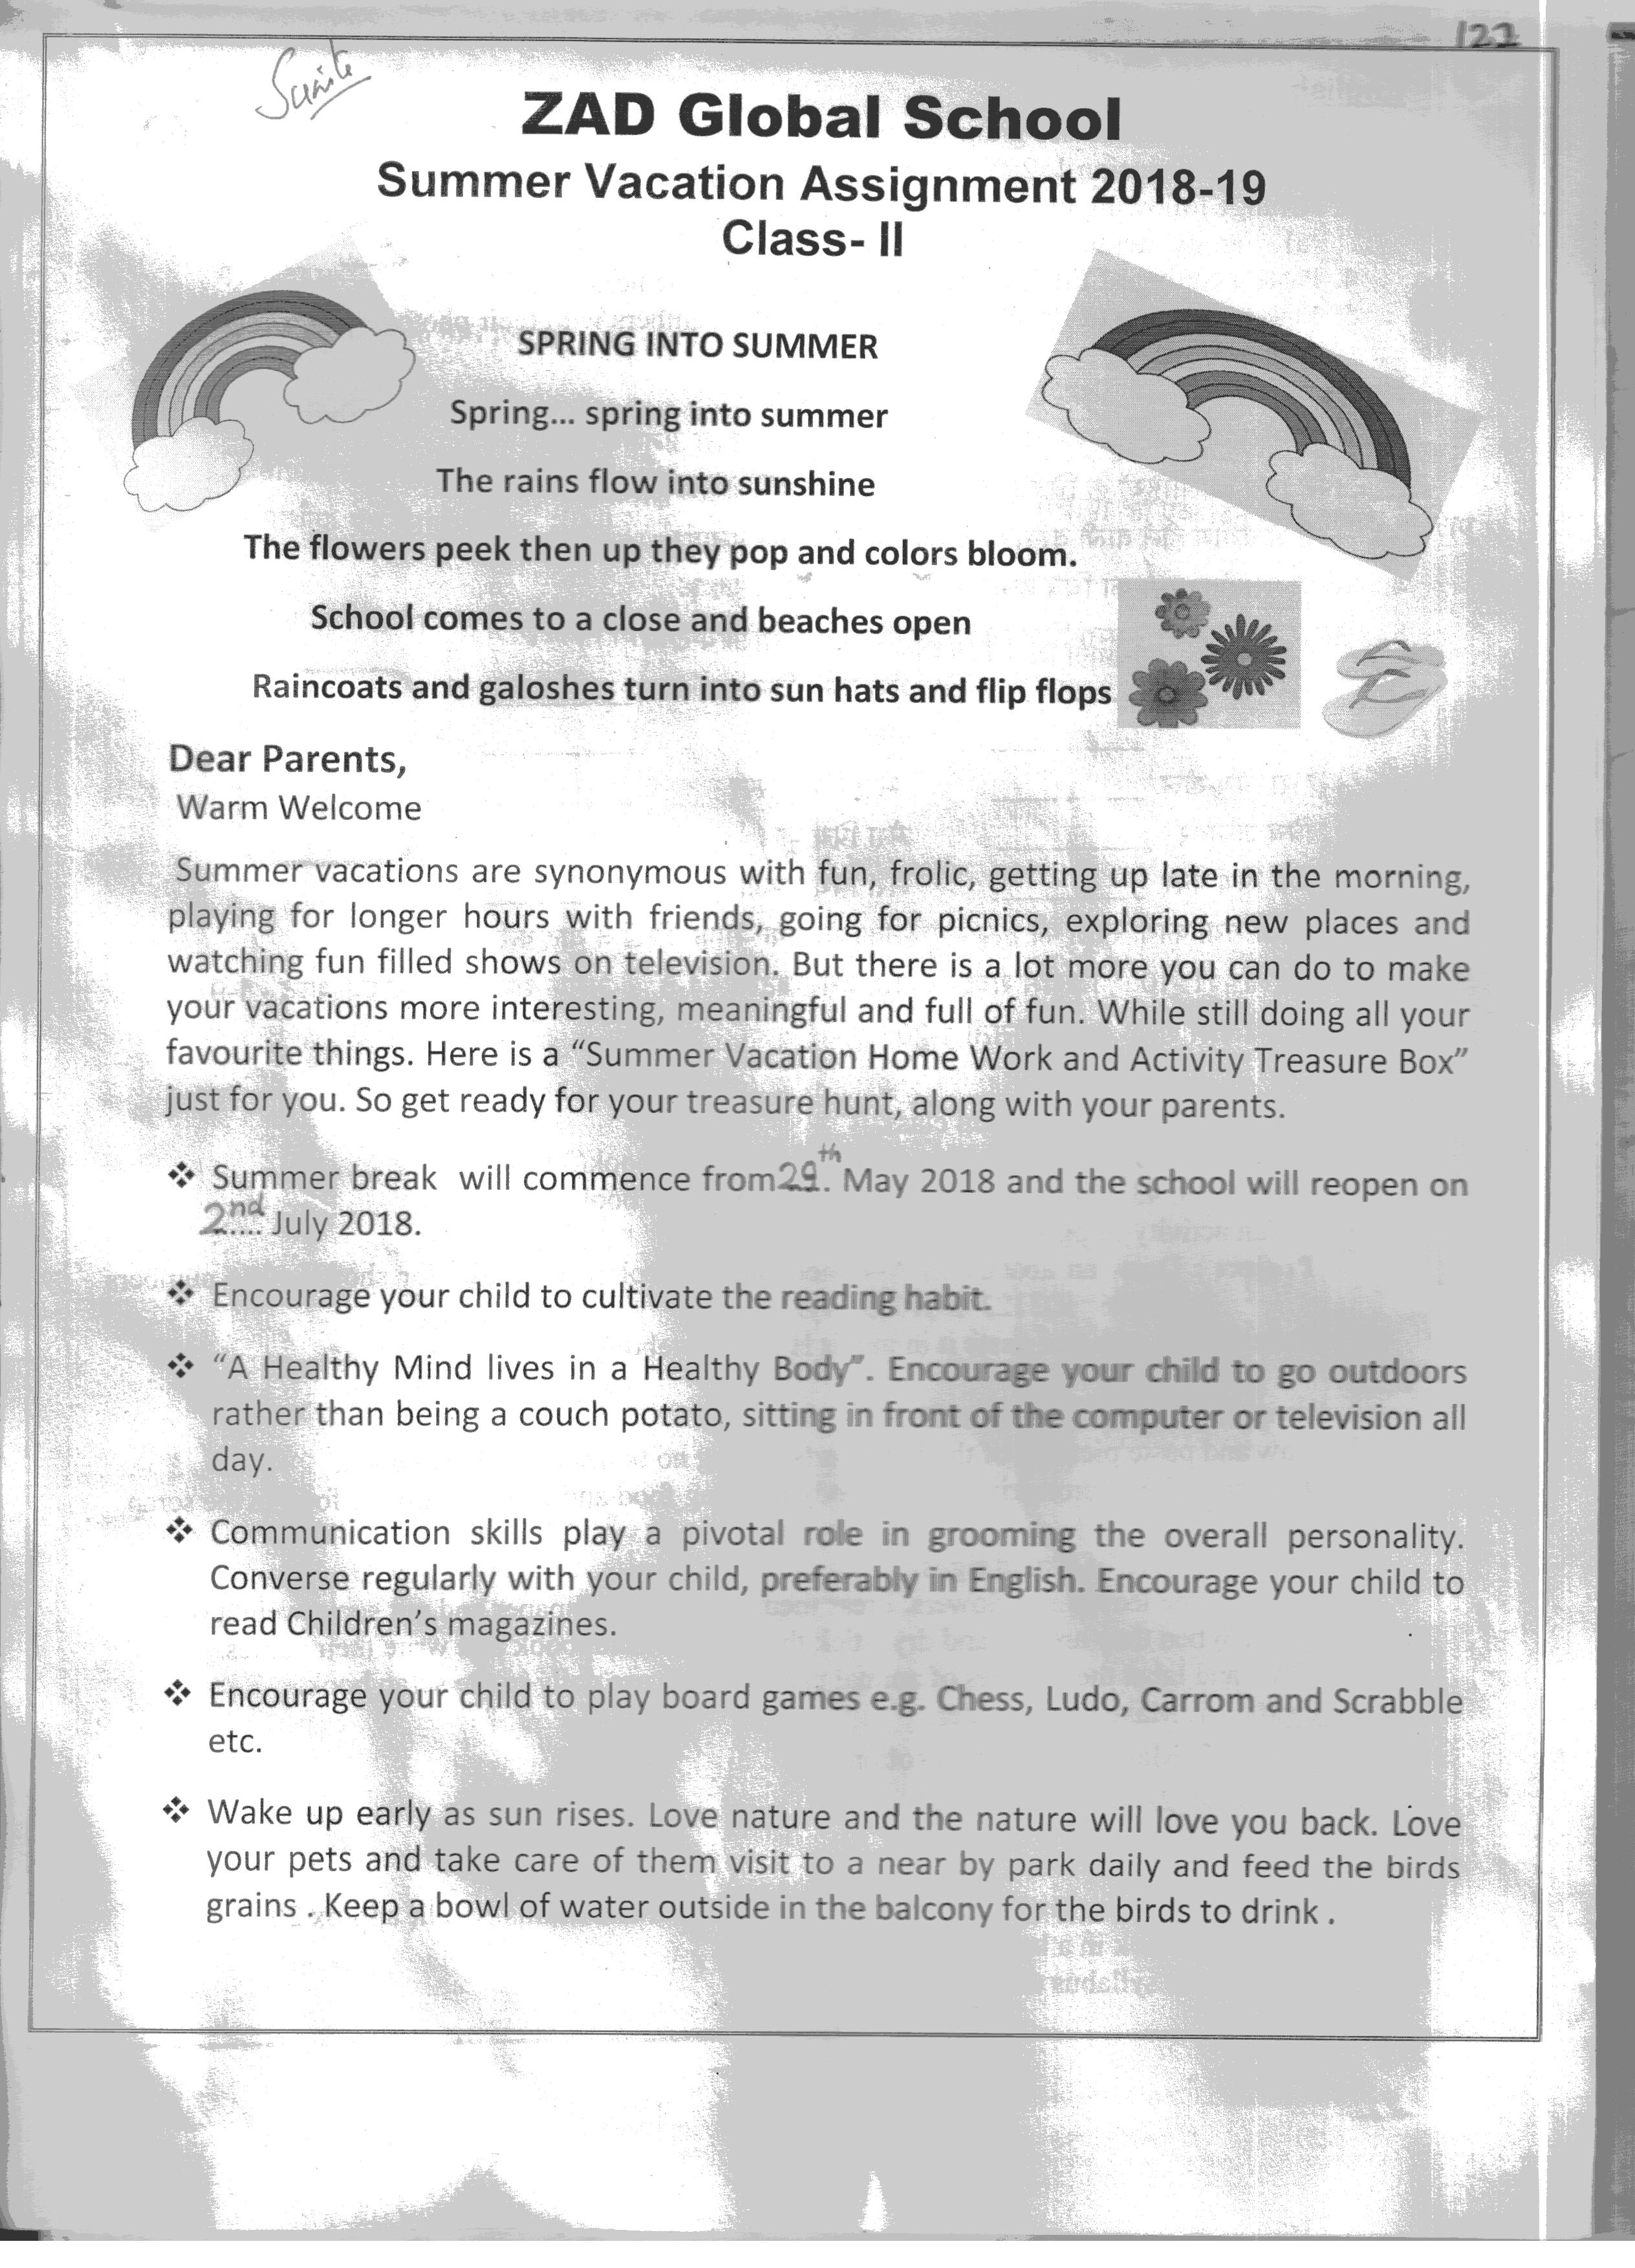 127
ZAD Global School
Summer Vacation Assignment 2018-19
Class- II
SPRING INTO SUMMER
Spring... spring into summer
The rains flow into sunshine
The flowers peek then up they pop and colors bloom.
School comes to a close and beaches open
Raincoats and galoshes turn into sun hats and flip flops
Dear Parents,
Warm Welcome
Summer vacations are synonymous with fun, frolic, getting up late in the morning,
playing for longer hours with friends, going for picnics, exploring new places and
watching fun filled shows on television. But there is a lot more you can do to make
your vacations more interesting, meaningful and full of fun. While still doing all your
favourite things. Here is a “Summer Vacation Home Work and Activity Treasure Box”
just for you. So get ready for your treasure hunt, along with your parents.
❖ Summer break will commence from 29th. May 2018 and the school will reopen on
2nd.... July 2018.
❖ Encourage your child to cultivate the reading habit.
❖ “A Healthy Mind lives in a Healthy Body”. Encourage your child to go outdoors
rather than being a couch potato, sitting in front of the computer or television all
day.
❖ Communication skills play a pivotal role in grooming the overall personality.
Converse regularly with your child, preferably in English. Encourage your child to
read Children’s magazines.
❖ Encourage your child to play board games e.g. Chess, Ludo, Carrom and Scrabble
etc.
❖ Wake up early as sun rises. Love nature and the nature will love you back. Love
your pets and take care of them visit to a near by park daily and feed the birds
grains . Keep a bowl of water outside in the balcony for the birds to drink .